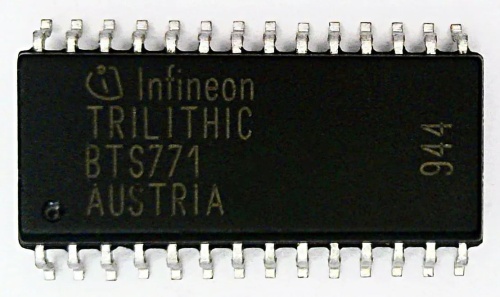 Infineon
TRILITHIC
BTS771
AUSTRIA
944